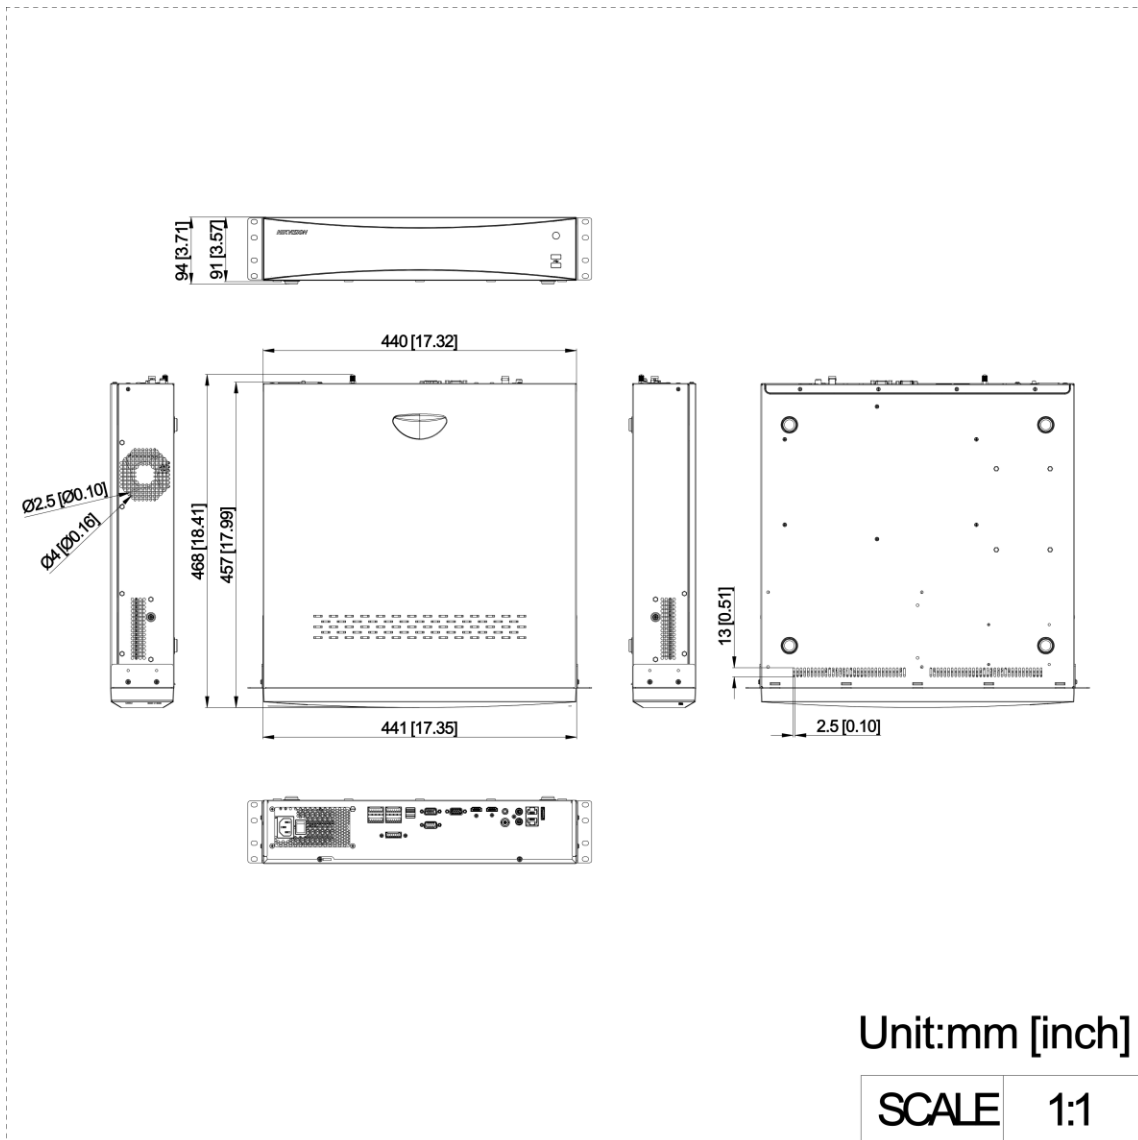 HIKVISION
94 [3.71]
91 [3.57]
440 [17.32]
Ø2.5 [Ø0.10]
Ø4 [Ø0.16]
468 [18.41]
457 [17.99]
13 [0.51]
441 [17.35]
2.5 [0.10]
Unit:mm [inch]
SCALE 1:1